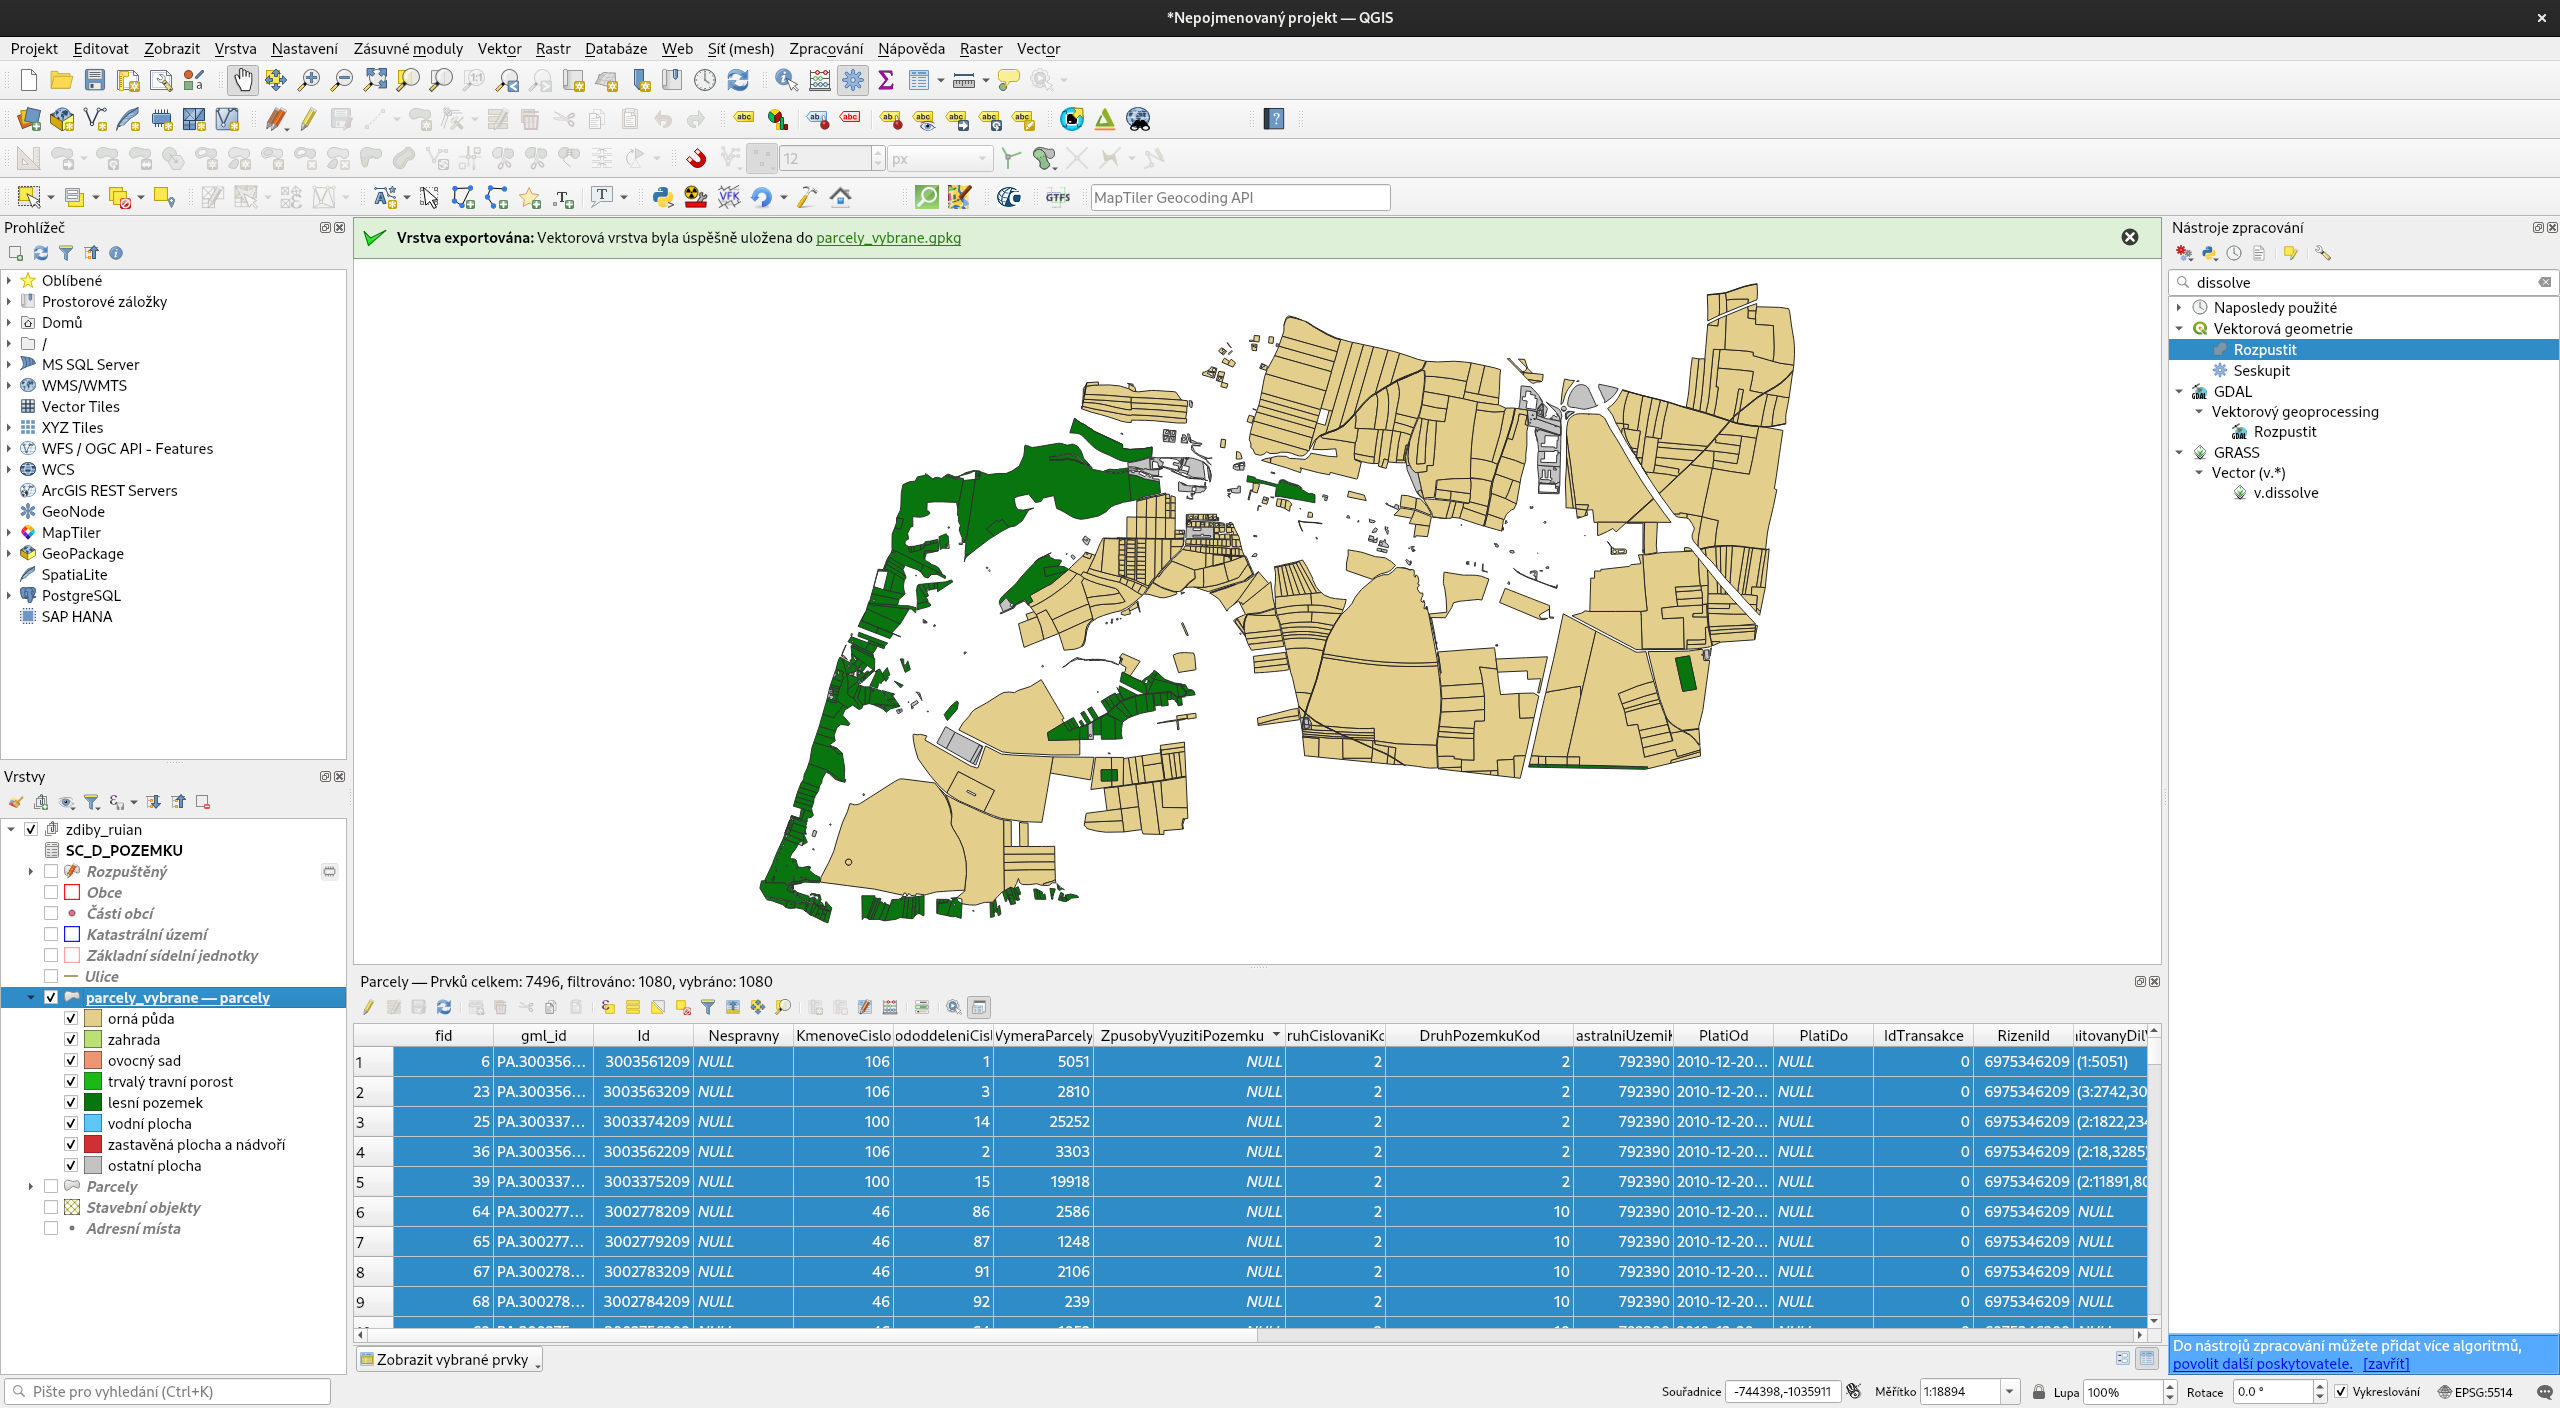 *Nepojmenovaný projekt — QGIS
Projekt Editovat Zobrazit Vrstva Nastavení Zásuvné moduly Vektor Rastr Databáze Web Síť (mesh) Zpracování Nápověda Raster Vector
12 px
MapTiler Geocoding API
Prohlížeč
Oblíbené
Prostorové záložky
Domů
/
MS SQL Server
WMS/WMTS
Vector Tiles
XYZ Tiles
WFS / OGC API - Features
WCS
ArcGIS REST Servers
GeoNode
MapTiler
GeoPackage
SpatiaLite
PostgreSQL
SAP HANA
Vrstvy
zdiby_ruian
SC_D_POZEMKU
Rozpuštěný
Obce
Části obcí
Katastrální území
Základní sídelní jednotky
Ulice
parcely_vybrane — parcely
orná půda
zahrada
ovocný sad
trvalý travní porost
lesní pozemek
vodní plocha
zastavěná plocha a nádvoří
ostatní plocha
Parcely
Stavební objekty
Adresní místa
Vrstva exportována: Vektorová vrstva byla úspěšně uložena do parcely_vybrane.gpkg
Parcely — Prvků celkem: 7496, filtrováno: 1080, vybráno: 1080
fid gml_id Id Nespravny KmenoveCislo ododdeleniCisl VymeraParcely ZpusobyVyuzitiPozemku ruhCislovaniKo DruhPozemkuKod astralniUzemiK PlatiOd PlatiDo IdTransakce RizeniId itovanyDil
1 6 PA.300356... 3003561209 NULL 106 1 5051 NULL 2 2 792390 2010-12-20... NULL 0 6975346209 (1:5051)
2 23 PA.300356... 3003563209 NULL 106 3 2810 NULL 2 2 792390 2010-12-20... NULL 0 6975346209 (3:2742,30
3 25 PA.300337... 3003374209 NULL 100 14 25252 NULL 2 2 792390 2010-12-20... NULL 0 6975346209 (2:1822,234
4 36 PA.300356... 3003562209 NULL 106 2 3303 NULL 2 2 792390 2010-12-20... NULL 0 6975346209 (2:18,3285
5 39 PA.300337... 3003375209 NULL 100 15 19918 NULL 2 2 792390 2010-12-20... NULL 0 6975346209 (2:11891,80
6 64 PA.300277... 3002778209 NULL 46 86 2586 NULL 2 10 792390 2010-12-20... NULL 0 6975346209 NULL
7 65 PA.300277... 3002779209 NULL 46 87 1248 NULL 2 10 792390 2010-12-20... NULL 0 6975346209 NULL
8 67 PA.300278... 3002783209 NULL 46 91 2106 NULL 2 10 792390 2010-12-20... NULL 0 6975346209 NULL
9 68 PA.300278... 3002784209 NULL 46 92 239 NULL 2 10 792390 2010-12-20... NULL 0 6975346209 NULL
Zobrazit vybrané prvky
Nástroje zpracování
dissolve
Naposledy použité
Vektorová geometrie
Rozpustit
Seskupit
GDAL
Vektorový geoprocessing
Rozpustit
GRASS
Vector (v.*)
v.dissolve
Do nástrojů zpracování můžete přidat více algoritmů,
povolit další poskytovatele. [zavřít]
Pište pro vyhledání (Ctrl+K)
Souřadnice -744398,-1035911 Měřítko 1:18894 Lupa 100% Rotace 0.0 ° Vykreslování EPSG:5514